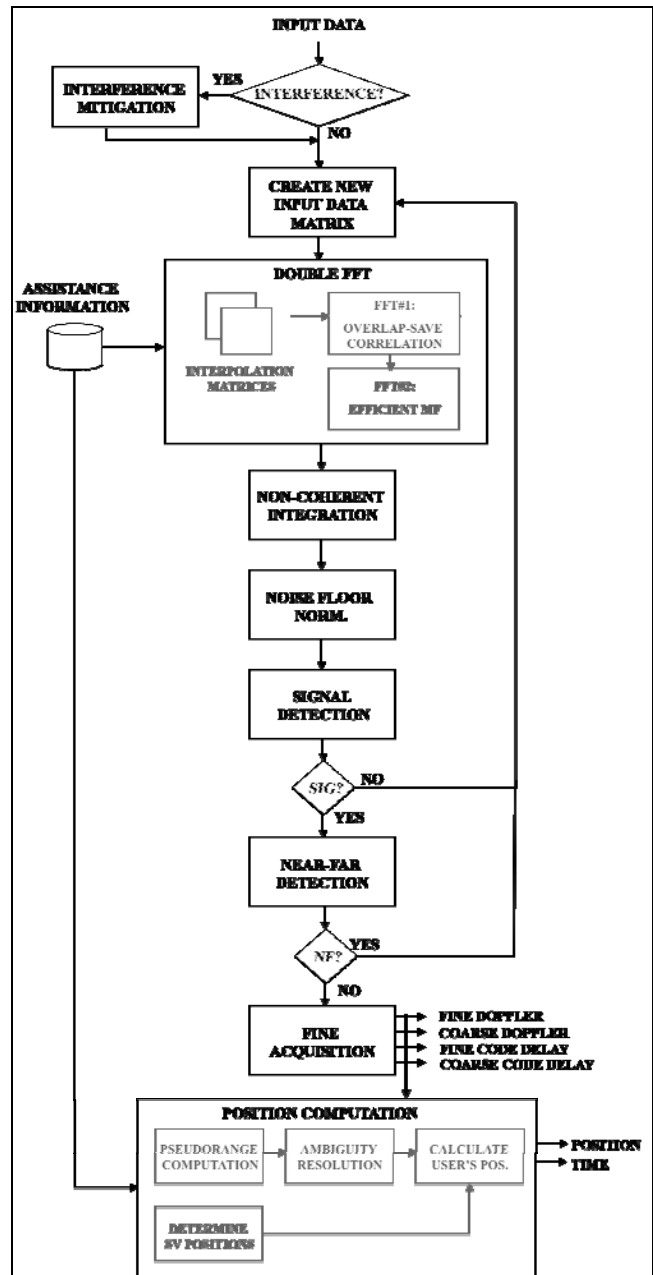 INPUT DATA
YES
INTERFERENCE
MITIGATION
INTERFERENCE?
NO
CREATE NEW
INPUT DATA
MATRIX
DOUBLE FFT
ASSISTANCE
INFORMATION
FFT#1:
OVERLAP-SAVE
CORRELATION
INTERPOLATION
MATRICES
FFT#2:
EFFICIENT MF
NON-COHERENT
INTEGRATION
NOISE FLOOR
NORM.
SIGNAL
DETECTION
SIG?
NO
YES
NEAR-FAR
DETECTION
NF?
YES
NO
FINE
ACQUISITION
FINE DOPPLER
COARSE DOPPLER
FINE CODE DELAY
COARSE CODE DELAY
POSITION COMPUTATION
PSEUDORANGE
COMPUTATION
AMBIGUITY
RESOLUTION
CALCULATE
USER'S POS.
POSITION
TIME
DETERMINE
SV POSITIONS